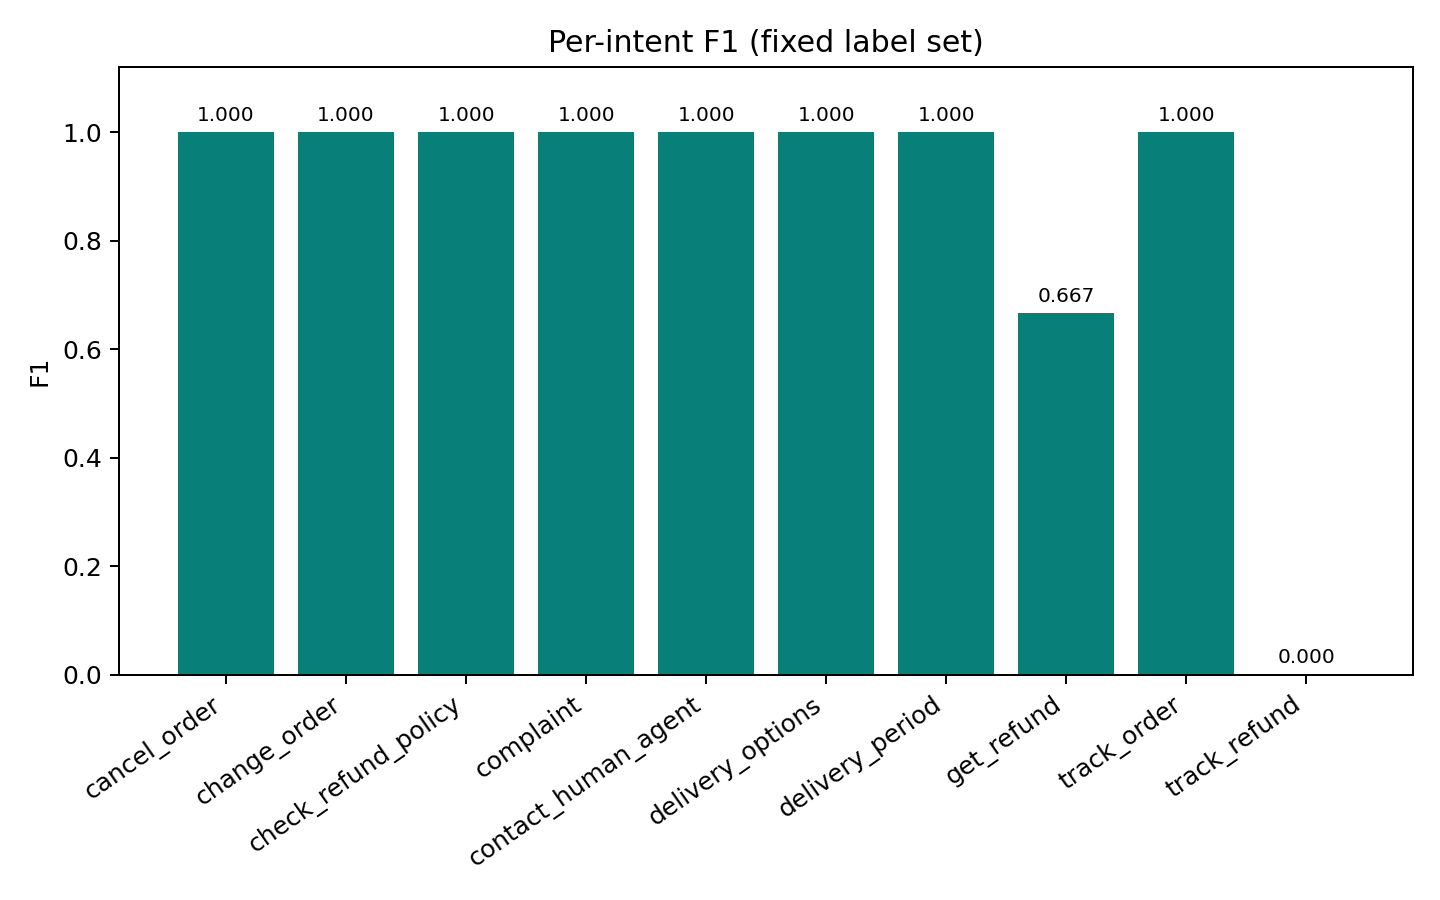 Per-intent F1 (fixed label set)
1.000 1.000 1.000 1.000 1.000 1.000 1.000 0.667 1.000 0.000
F1
1.0
0.8
0.6
0.4
0.2
0.0
cancel_order
change_order
check_refund_policy
complaint
contact_human_agent
delivery_options
delivery_period
get_refund
track_order
track_refund